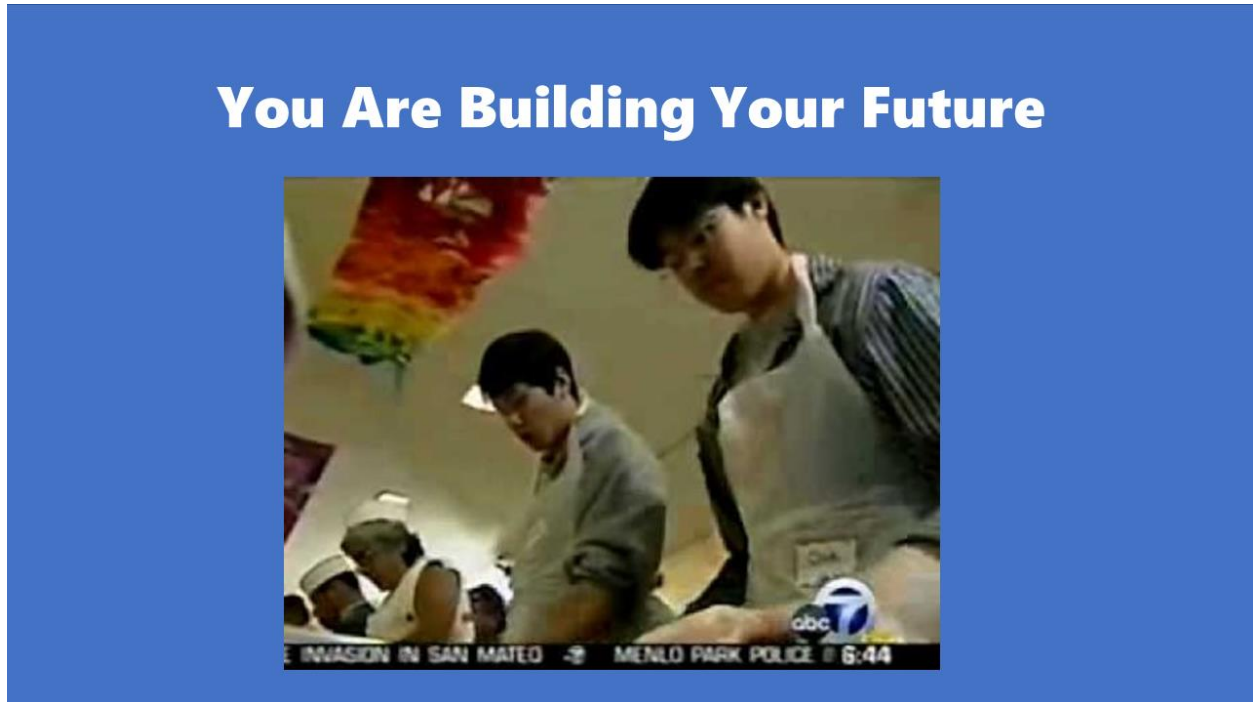 You Are Building Your Future
abc 7
E INVASION IN SAN MATEO MENLO PARK POLICE 6:44